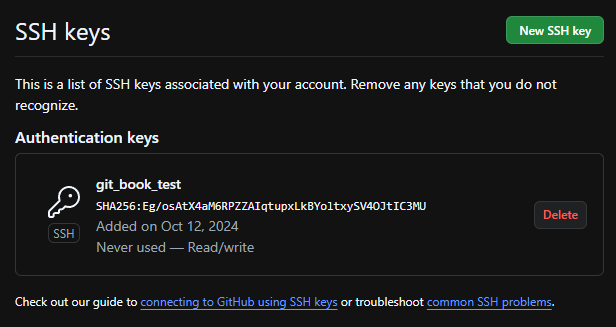 SSH keys
New SSH key
This is a list of SSH keys associated with your account. Remove any keys that you do not
recognize.
Authentication keys
git_book_test
SHA256:Eg/osAtX4aM6RPZZAIqtupxLkBYoltxySV4OJtIC3MU
Added on Oct 12, 2024
Never used — Read/write
SSH
Delete
Check out our guide to connecting to GitHub using SSH keys or troubleshoot common SSH problems.